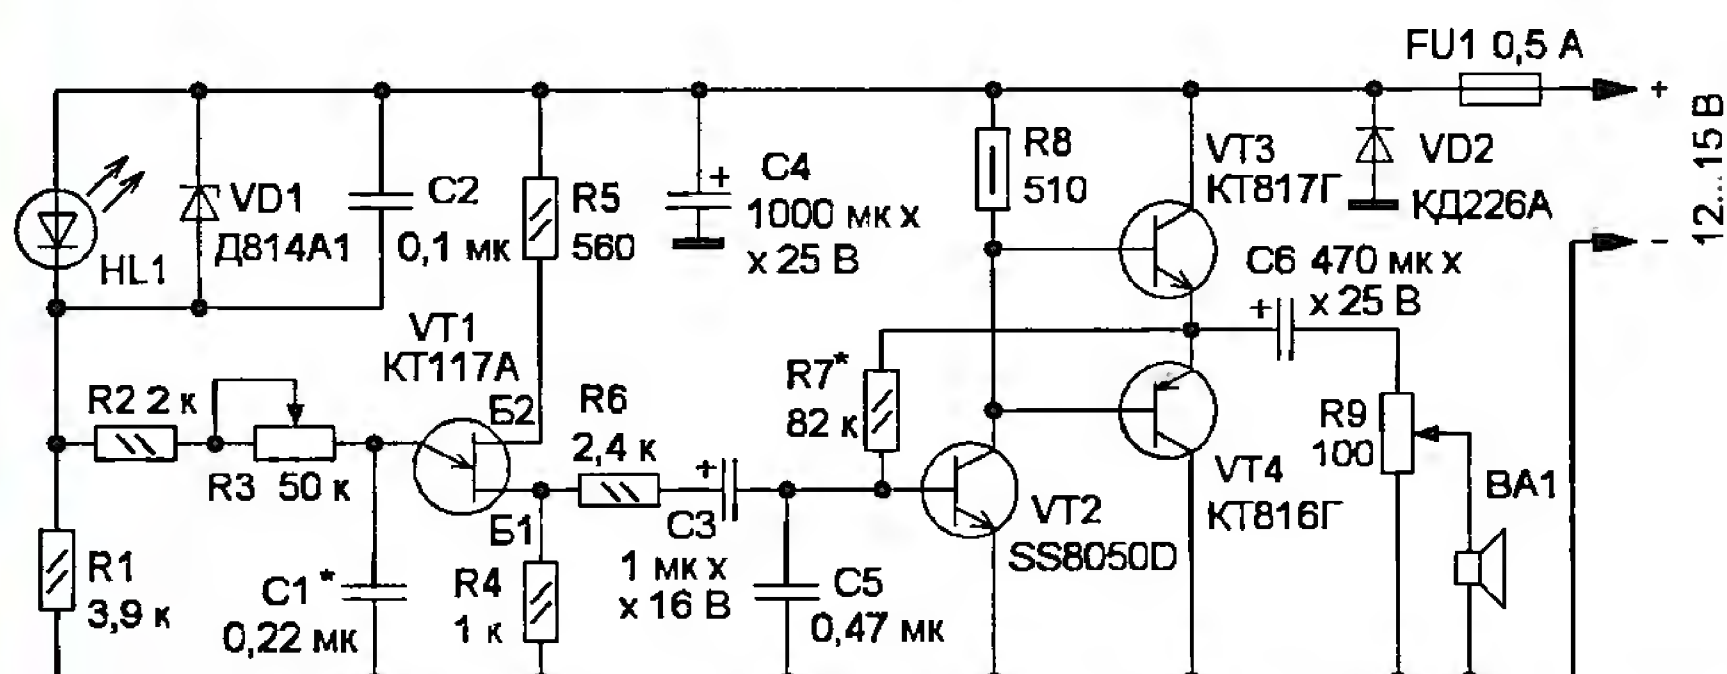 FU1 0,5 А
+
12...15 В
−
HL1
VD1
Д814А1
C2
0,1 мк
R5
560
C4
+
1000 мк х
х 25 В
R8
510
VT3
КТ817Г
VD2
КД226А
C6 470 мк х
х 25 В
+
VT1
КТ117А
Б2
Б1
R2 2 к
R3 50 к
R6
2,4 к
+
C3
1 мк х
х 16 В
R7*
82 к
VT2
SS8050D
VT4
КТ816Г
R9
100
BA1
R1
3,9 к
C1*
0,22 мк
R4
1 к
C5
0,47 мк